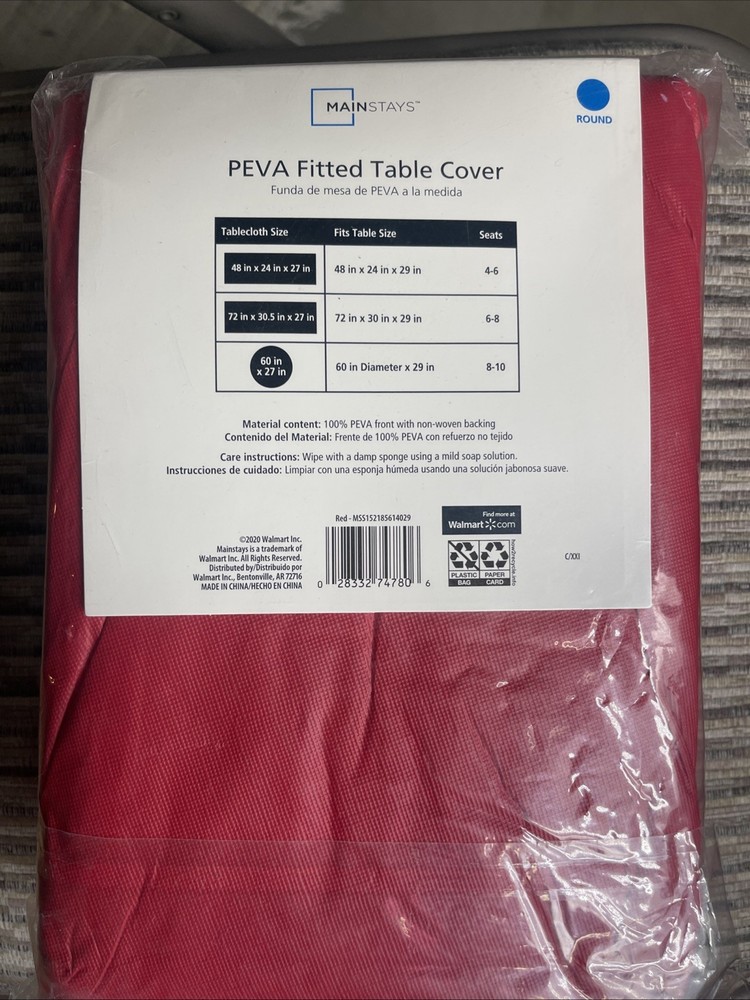 MAINSTAYS™
ROUND
PEVA Fitted Table Cover
Funda de mesa de PEVA a la medida
Tablecloth Size Fits Table Size Seats
48 in x 24 in x 27 in 48 in x 24 in x 29 in 4-6
72 in x 30.5 in x 27 in 72 in x 30 in x 29 in 6-8
60 in
x 27 in 60 in Diameter x 29 in 8-10
Material content: 100% PEVA front with non-woven backing
Contenido del Material: Frente de 100% PEVA con refuerzo no tejido
Care instructions: Wipe with a damp sponge using a mild soap solution.
Instrucciones de cuidado: Limpiar con una esponja húmeda usando una solución jabonosa suave.
©2020 Walmart Inc.
Mainstays is a trademark of
Walmart Inc. All Rights Reserved.
Distributed by/Distribuido por
Walmart Inc., Bentonville, AR 72716
MADE IN CHINA/HECHO EN CHINA
Red - MSS152185614029
0 28332 74780 6
Find more at
Walmart.com
PLASTIC BAG
PAPER CARD
how2recycle.info
C/XXI